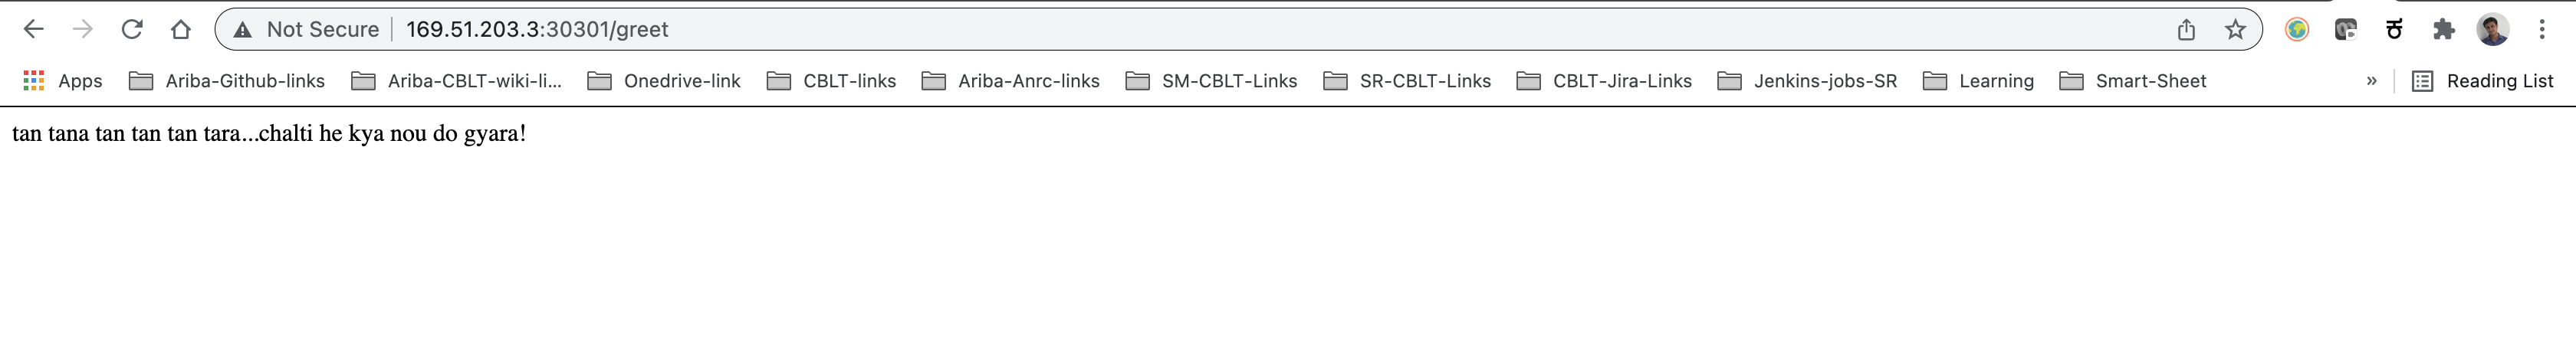 Not Secure 169.51.203.3:30301/greet
Apps Ariba-Github-links Ariba-CBLT-wiki-li... Onedrive-link CBLT-links Ariba-Anrc-links SM-CBLT-Links SR-CBLT-Links CBLT-Jira-Links Jenkins-jobs-SR Learning Smart-Sheet » Reading List
tan tana tan tan tan tara...chalti he kya nou do gyara!